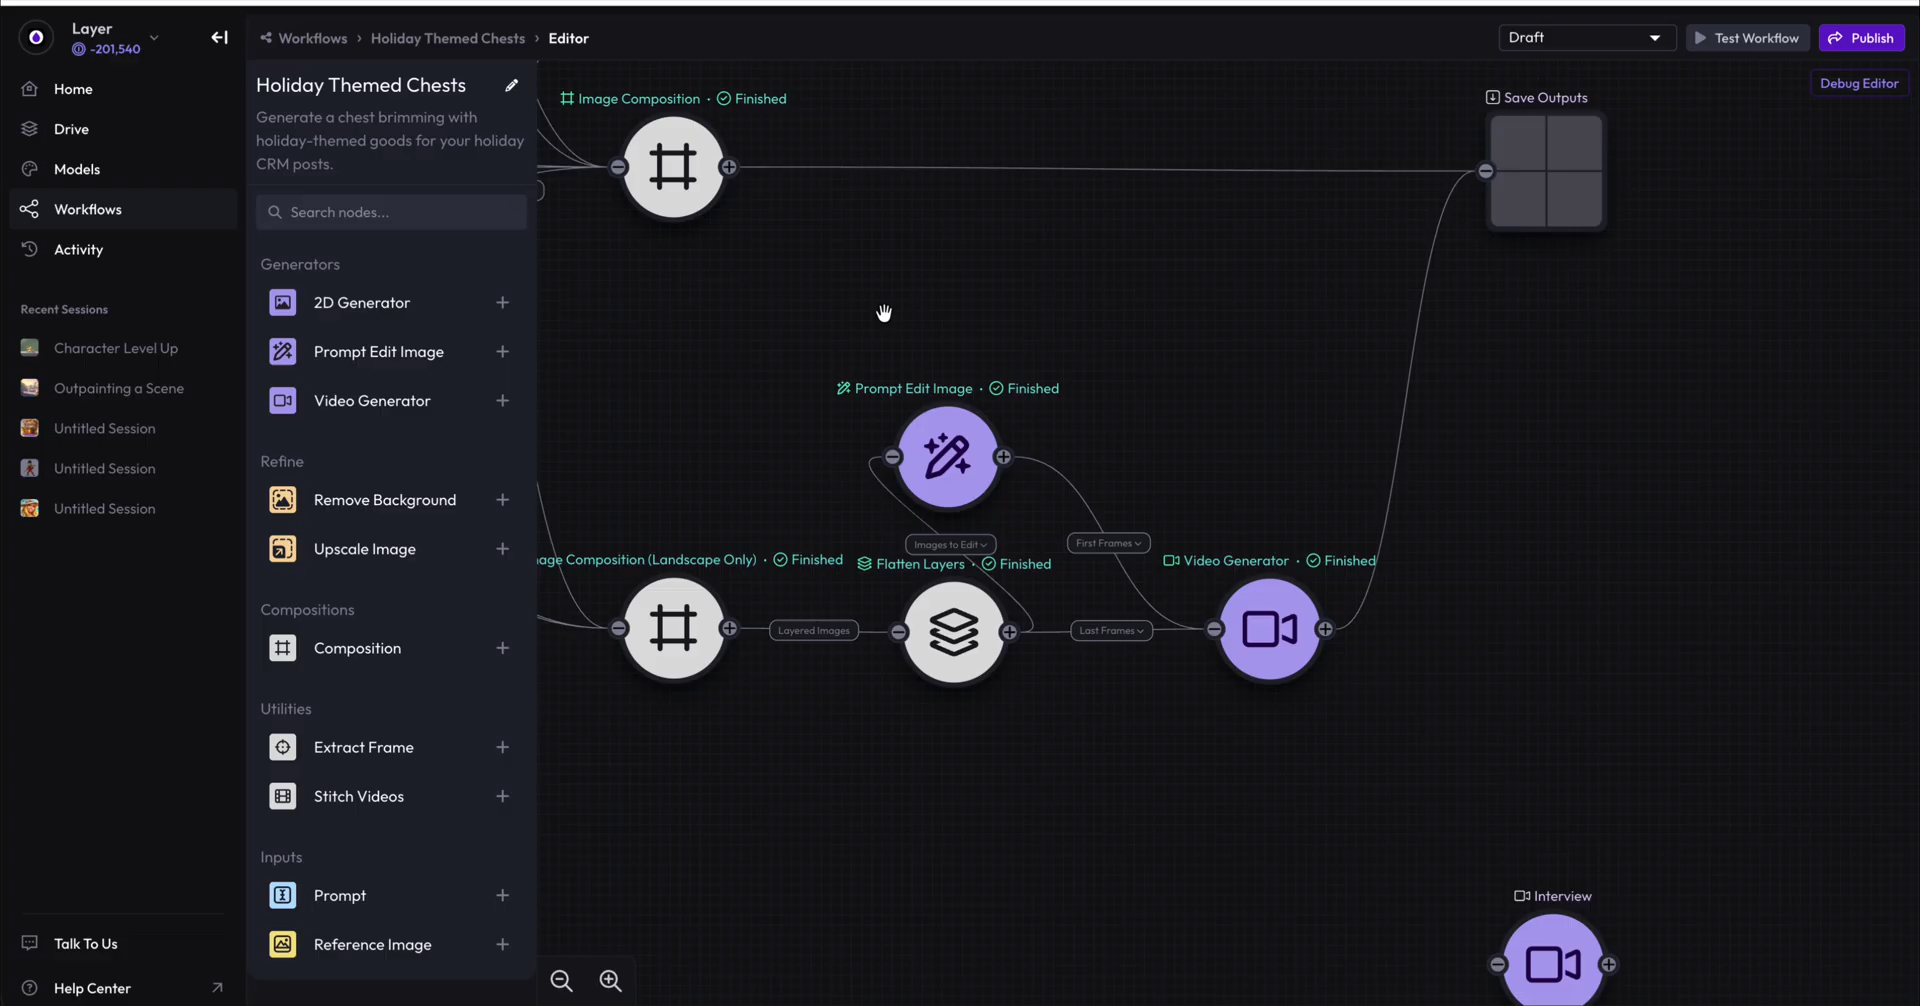 Layer
-201,540
Home
Drive
Models
Workflows
Activity
Recent Sessions
Character Level Up
Outpainting a Scene
Untitled Session
Untitled Session
Untitled Session
Talk To Us
Help Center
Workflows › Holiday Themed Chests › Editor
Draft
Test Workflow
Publish
Debug Editor
Holiday Themed Chests
Generate a chest brimming with
holiday-themed goods for your holiday
CRM posts.
Search nodes...
Generators
2D Generator
Prompt Edit Image
Video Generator
Refine
Remove Background
Upscale Image
Compositions
Composition
Utilities
Extract Frame
Stitch Videos
Inputs
Prompt
Reference Image
Image Composition · Finished
Save Outputs
Prompt Edit Image · Finished
Images to Edit
First Frames
mage Composition (Landscape Only) · Finished
Flatten Layers · Finished
Video Generator · Finished
Layered Images
Last Frames
Interview